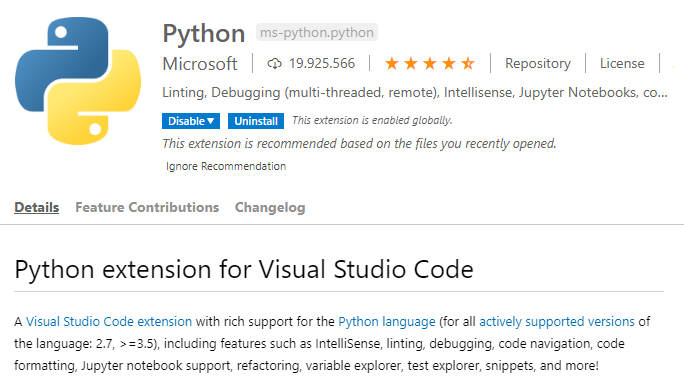 Python ms-python.python
Microsoft 19.925.566 Repository License
Linting, Debugging (multi-threaded, remote), Intellisense, Jupyter Notebooks, co...
Disable Uninstall This extension is enabled globally.
This extension is recommended based on the files you recently opened.
Ignore Recommendation
Details Feature Contributions Changelog
Python extension for Visual Studio Code
A Visual Studio Code extension with rich support for the Python language (for all actively supported versions of
the language: 2.7, >=3.5), including features such as IntelliSense, linting, debugging, code navigation, code
formatting, Jupyter notebook support, refactoring, variable explorer, test explorer, snippets, and more!